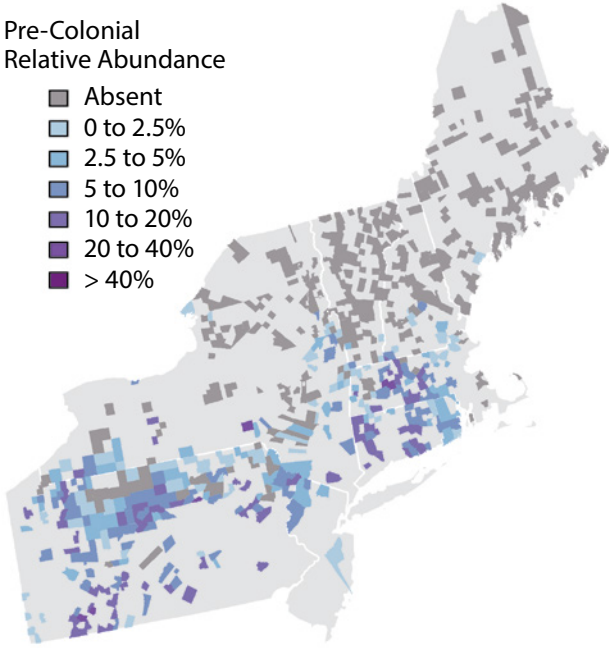 Pre-Colonial
Relative Abundance
Absent
0 to 2.5%
2.5 to 5%
5 to 10%
10 to 20%
20 to 40%
> 40%